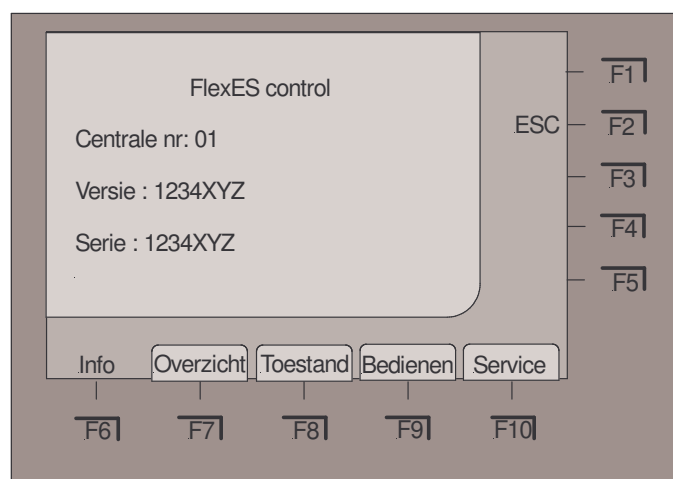 FlexES control
Centrale nr: 01
Versie : 1234XYZ
Serie : 1234XYZ
ESC
F1
F2
F3
F4
F5
Info Overzicht Toestand Bedienen Service
F6 F7 F8 F9 F10